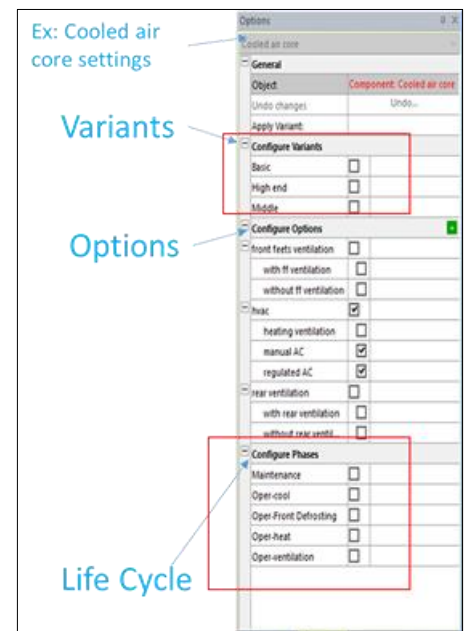 Options
Ex: Cooled air
core settings
Cooled air core
General
Object: Component: Cooled air core
Undo changes: Undo...
Apply Variant:
Variants
Configure Variants
Basic
High end
Middle
Options
Configure Options
front feets ventilation
with ff ventilation
without ff ventilation
hvac
heating ventilation
manual AC
regulated AC
rear ventilation
with rear ventilation
without rear ventil...
Configure Phases
Maintenance
Oper-cool
Oper-Front Defrosting
Oper-heat
Oper-ventilation
Life Cycle